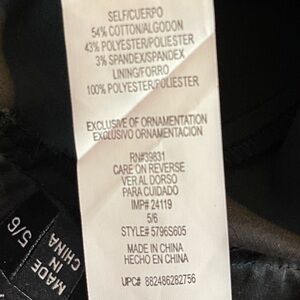 SELF/CUERPO
54% COTTON/ALGODON
43% POLYESTER/POLIESTER
3% SPANDEX/SPANDEX
LINING/FORRO
100% POLYESTER/POLIESTER
EXCLUSIVE OF ORNAMENTATION
EXCLUSIVO ORNAMENTACION
RN#39831
CARE ON REVERSE
VER AL DORSO
PARA CUIDADO
IMP# 24119
5/6
STYLE# 5796S605
MADE IN CHINA
HECHO EN CHINA
UPC# 882486282756
MADE
IN
CHINA
5/6